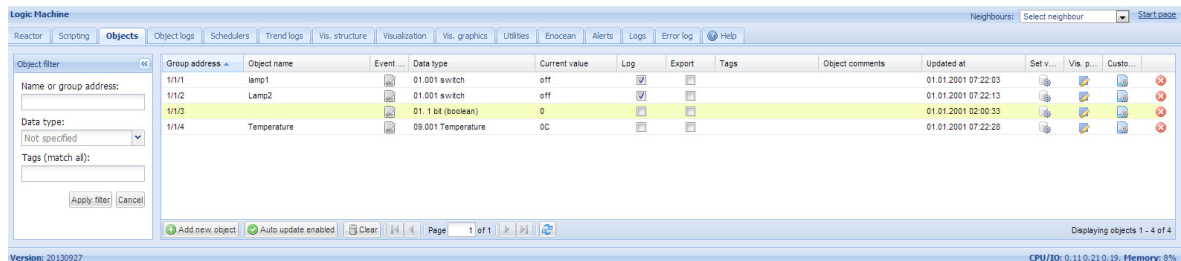 Logic Machine
Neighbours: Select neighbour Start page
Reactor Scripting Objects Object logs Schedulers Trend logs Vis. structure Visualization Vis. graphics Utilities Enocean Alerts Logs Error log Help
Object filter
Name or group address:
Data type:
Not specified
Tags (match all):
Apply filter Cancel
Group address Object name Event ... Data type Current value Log Export Tags Object comments Updated at Set v... Vis. p... Custo...
1/1/1 lamp1 01.001 switch off 01.01.2001 07:22:03
1/1/2 Lamp2 01.001 switch off 01.01.2001 07:22:13
1/1/3 01. 1 bit (boolean) 0 01.01.2001 02:00:33
1/1/4 Temperature 09.001 Temperature 0C 01.01.2001 07:22:28
Add new object Auto update enabled Clear Page 1 of 1 Displaying objects 1 - 4 of 4
Version: 20130927 CPU/IO: 0.11 0.21 0.19, Memory: 8%